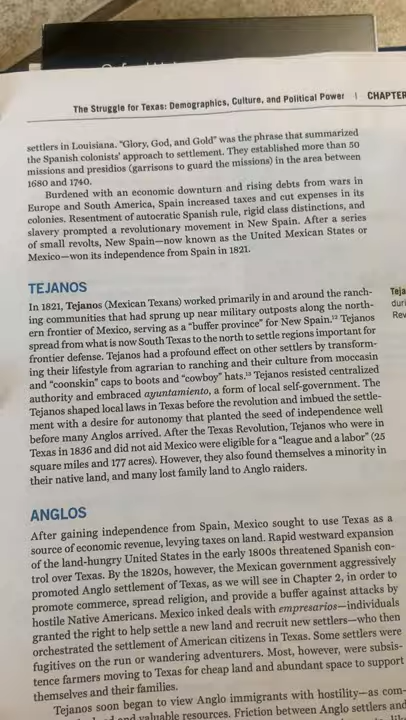 The Struggle for Texas: Demographics, Culture, and Political Power | CHAPTER
settlers in Louisiana. “Glory, God, and Gold” was the phrase that summarized
the Spanish colonists’ approach to settlement. They established more than 50
missions and presidios (garrisons to guard the missions) in the area between
1680 and 1740.
Burdened with an economic downturn and rising debts from wars in
Europe and South America, Spain increased taxes and cut expenses in its
colonies. Resentment of autocratic Spanish rule, rigid class distinctions, and
slavery prompted a revolutionary movement in New Spain. After a series
of small revolts, New Spain—now known as the United Mexican States or
Mexico—won its independence from Spain in 1821.
TEJANOS
In 1821, Tejanos (Mexican Texans) worked primarily in and around the ranch-
ing communities that had sprung up near military outposts along the north-
ern frontier of Mexico, serving as a “buffer province” for New Spain.¹² Tejanos
spread from what is now South Texas to the north to settle regions important for
frontier defense. Tejanos had a profound effect on other settlers by transform-
ing their lifestyle from agrarian to ranching and their culture from moccasin
and “coonskin” caps to boots and “cowboy” hats.¹³ Tejanos resisted centralized
authority and embraced ayuntamiento, a form of local self-government. The
Tejanos shaped local laws in Texas before the revolution and imbued the settle-
ment with a desire for autonomy that planted the seed of independence well
before many Anglos arrived. After the Texas Revolution, Tejanos who were in
Texas in 1836 and did not aid Mexico were eligible for a “league and a labor” (25
square miles and 177 acres). However, they also found themselves a minority in
their native land, and many lost family land to Anglo raiders.
Teja
duri
Rev
ANGLOS
After gaining independence from Spain, Mexico sought to use Texas as a
source of economic revenue, levying taxes on land. Rapid westward expansion
of the land-hungry United States in the early 1800s threatened Spanish con-
trol over Texas. By the 1820s, however, the Mexican government aggressively
promoted Anglo settlement of Texas, as we will see in Chapter 2, in order to
promote commerce, spread religion, and provide a buffer against attacks by
hostile Native Americans. Mexico inked deals with empresarios—individuals
granted the right to help settle a new land and recruit new settlers—who then
orchestrated the settlement of American citizens in Texas. Some settlers were
fugitives on the run or wandering adventurers. Most, however, were subsis-
tence farmers moving to Texas for cheap land and abundant space to support
themselves and their families.
Tejanos soon began to view Anglo immigrants with hostility—as com-
and valuable resources. Friction between Anglo settlers and